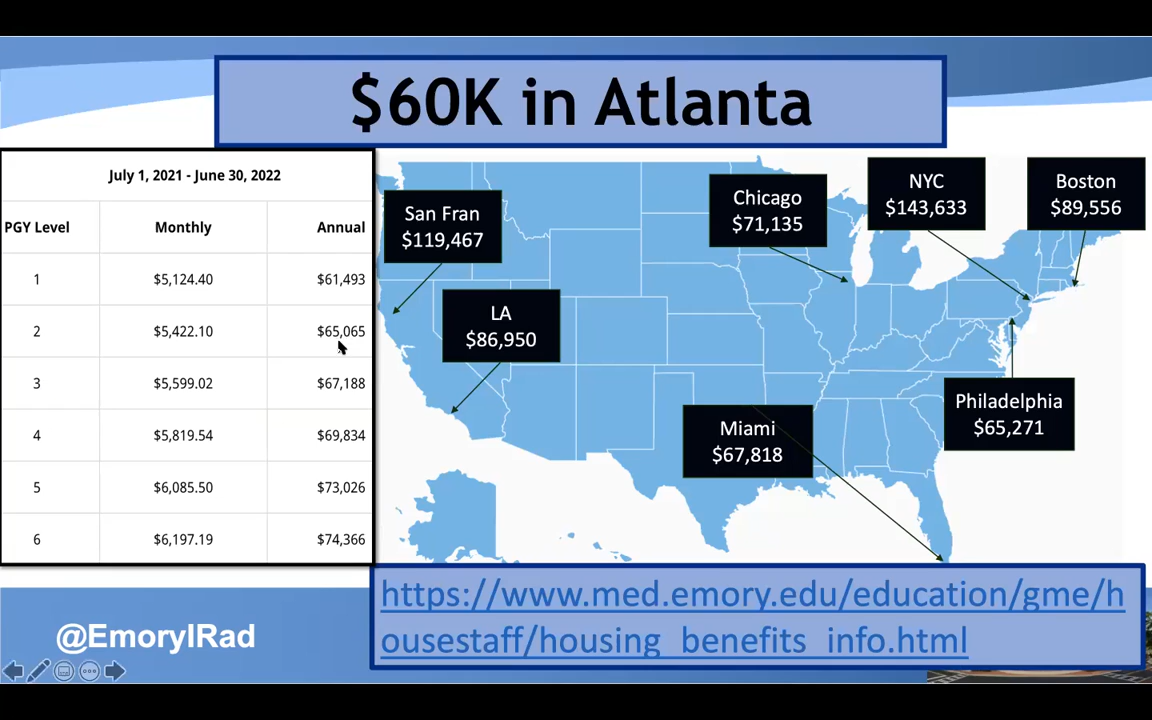 $60K in Atlanta
July 1, 2021 - June 30, 2022
PGY Level Monthly Annual
1 $5,124.40 $61,493
2 $5,422.10 $65,065
3 $5,599.02 $67,188
4 $5,819.54 $69,834
5 $6,085.50 $73,026
6 $6,197.19 $74,366
San Fran
$119,467
LA
$86,950
Chicago
$71,135
NYC
$143,633
Boston
$89,556
Miami
$67,818
Philadelphia
$65,271
https://www.med.emory.edu/education/gme/h
ousestaff/housing_benefits_info.html
@EmoryIRad